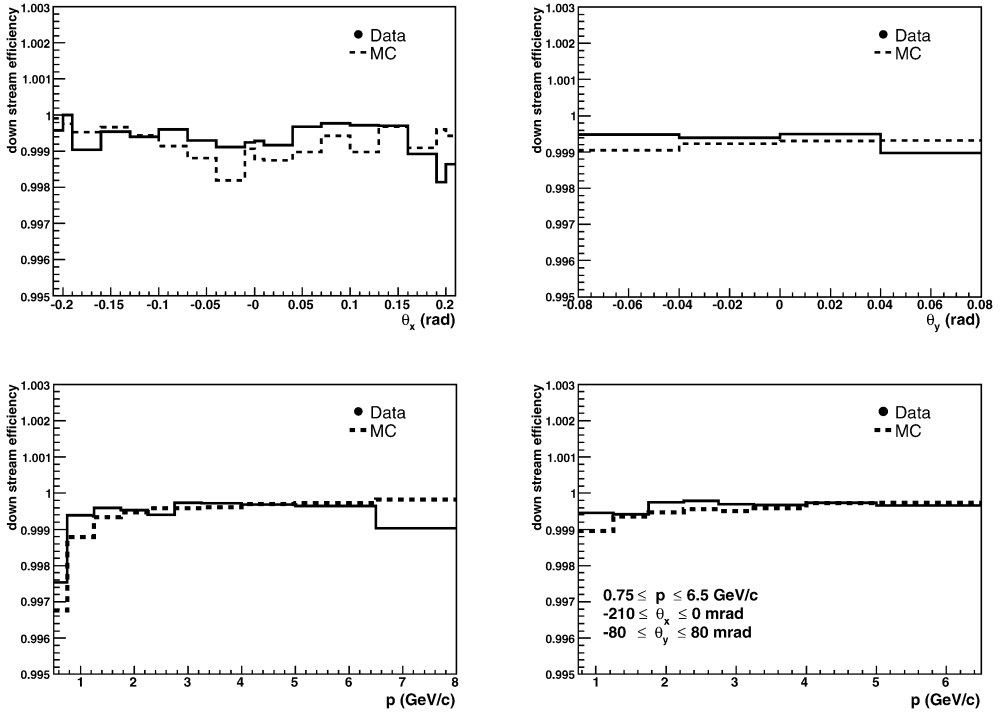 down stream efficiency
1.003
1.002
1.001
1
0.999
0.998
0.997
0.996
0.995
Data
MC
-0.2 -0.15 -0.1 -0.05 -0 0.05 0.1 0.15 0.2
θx (rad)
down stream efficiency
1.003
1.002
1.001
1
0.999
0.998
0.997
0.996
0.995
Data
MC
-0.08 -0.06 -0.04 -0.02 0 0.02 0.04 0.06 0.08
θy (rad)
down stream efficiency
1.003
1.002
1.001
1
0.999
0.998
0.997
0.996
0.995
Data
MC
1 2 3 4 5 6 7 8
p (GeV/c)
down stream efficiency
1.003
1.002
1.001
1
0.999
0.998
0.997
0.996
0.995
Data
MC
0.75 ≤ p ≤ 6.5 GeV/c
-210 ≤ θx ≤ 0 mrad
-80 ≤ θy ≤ 80 mrad
1 2 3 4 5 6
p (GeV/c)